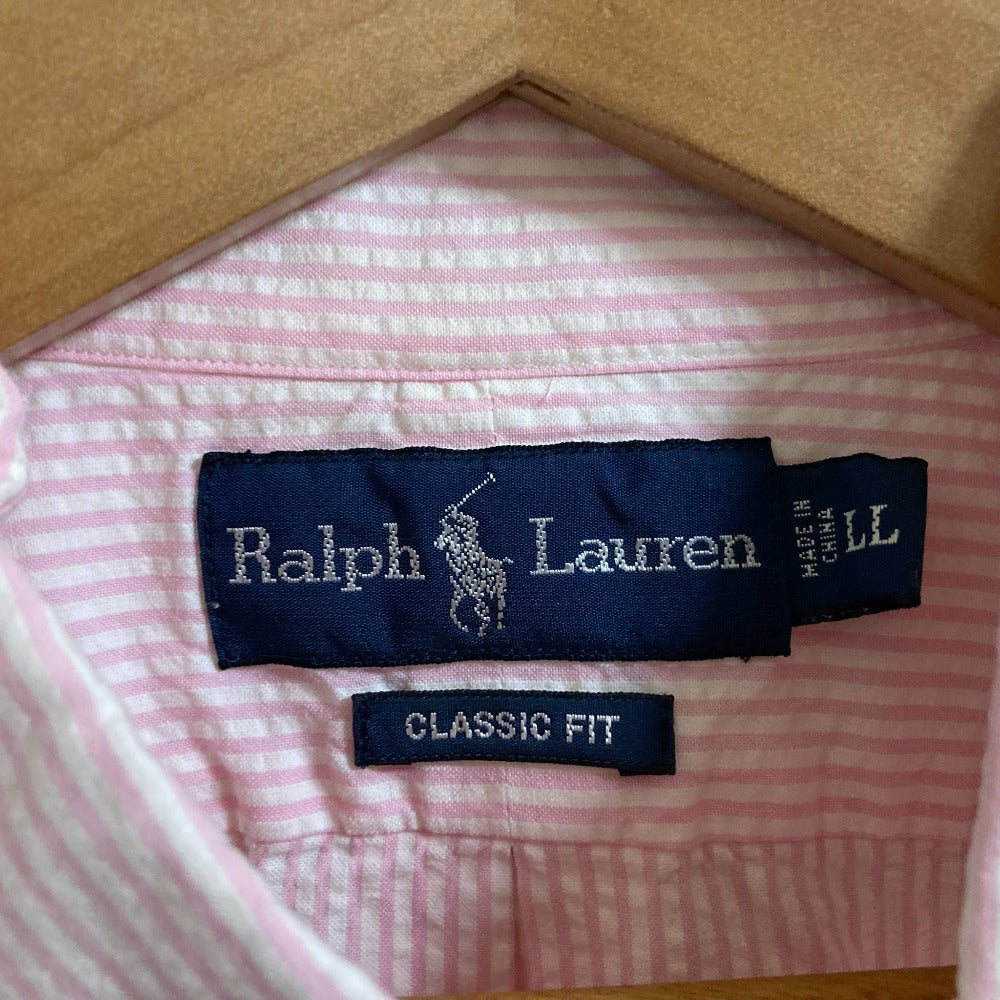 Ralph Lauren
MADE IN
CHINA
LL
CLASSIC FIT